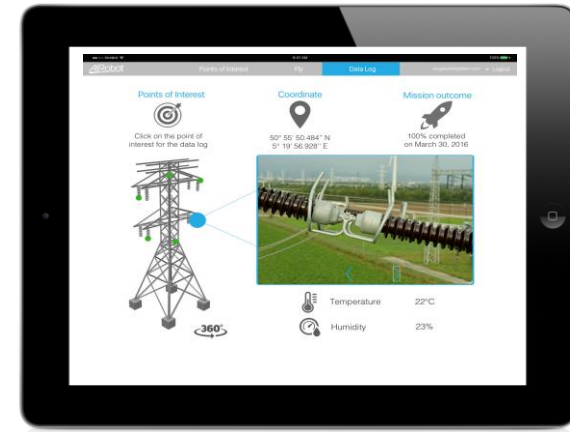 AiRobot
Points of Interest
Fly
Data Log
Logout
Points of Interest
Click on the point of
interest for the data log
Coordinate
50° 55' 50.484'' N
5° 19' 56.928'' E
Mission outcome
100% completed
on March 30, 2016
360°
Temperature 22°C
Humidity 23%